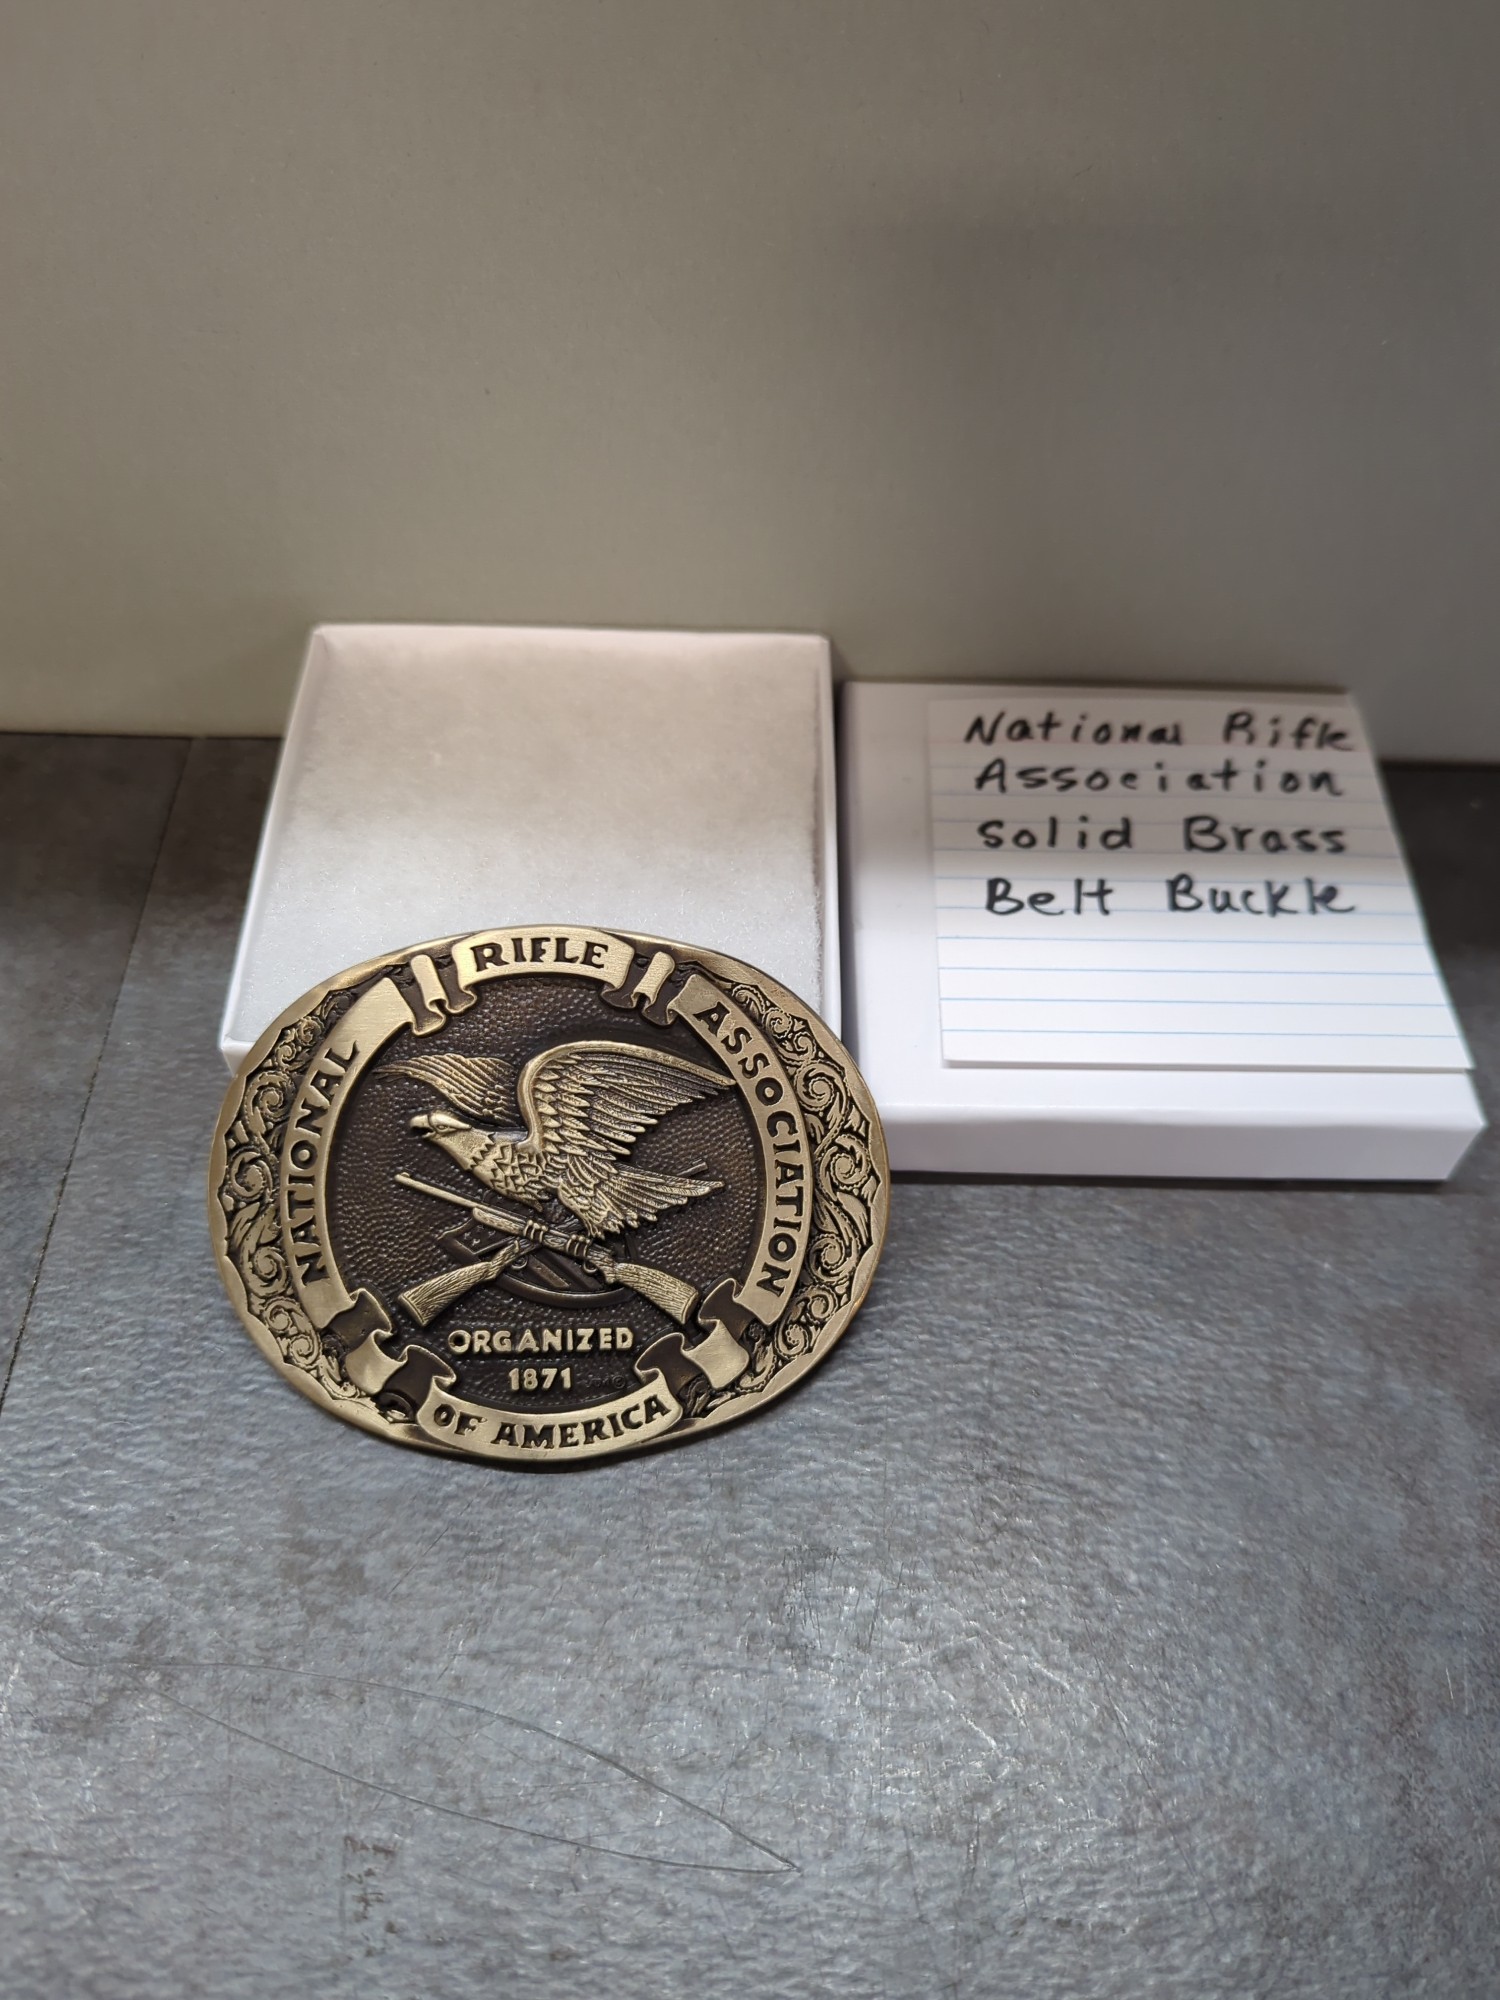 National Rifle
Association
Solid Brass
Belt Buckle
RIFLE
NATIONAL
ASSOCIATION
ORGANIZED
1871
OF AMERICA